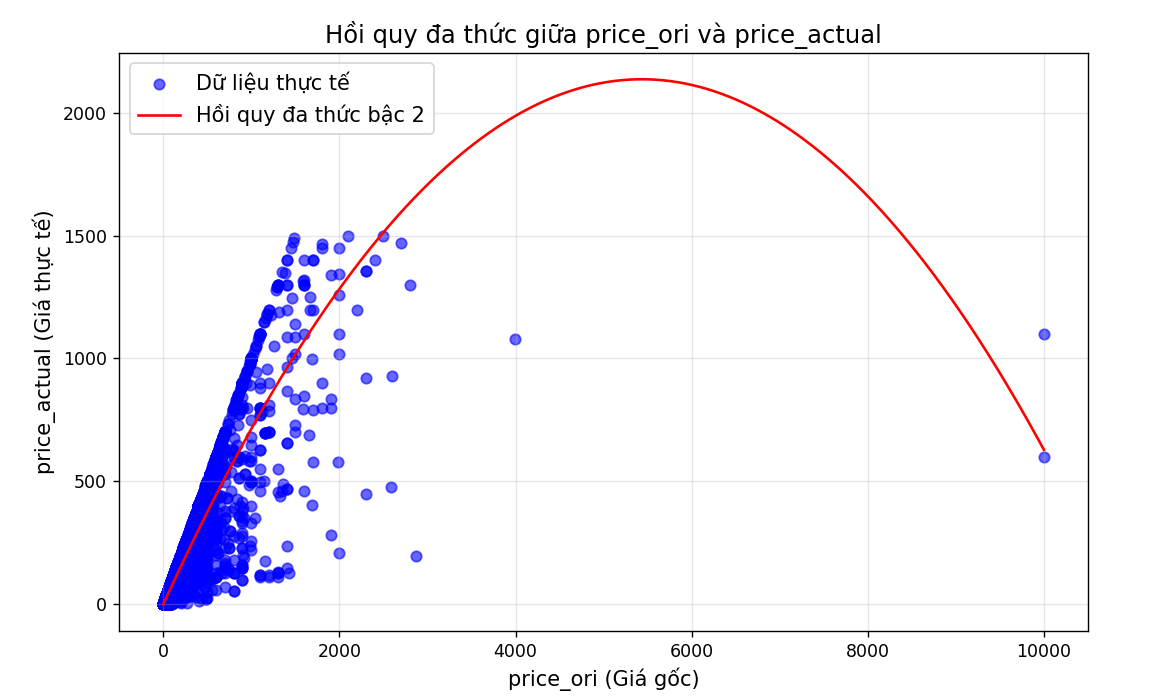 Hồi quy đa thức giữa price_ori và price_actual
Dữ liệu thực tế
Hồi quy đa thức bậc 2
price_actual (Giá thực tế)
2000
1500
1000
500
0
0 2000 4000 6000 8000 10000
price_ori (Giá gốc)